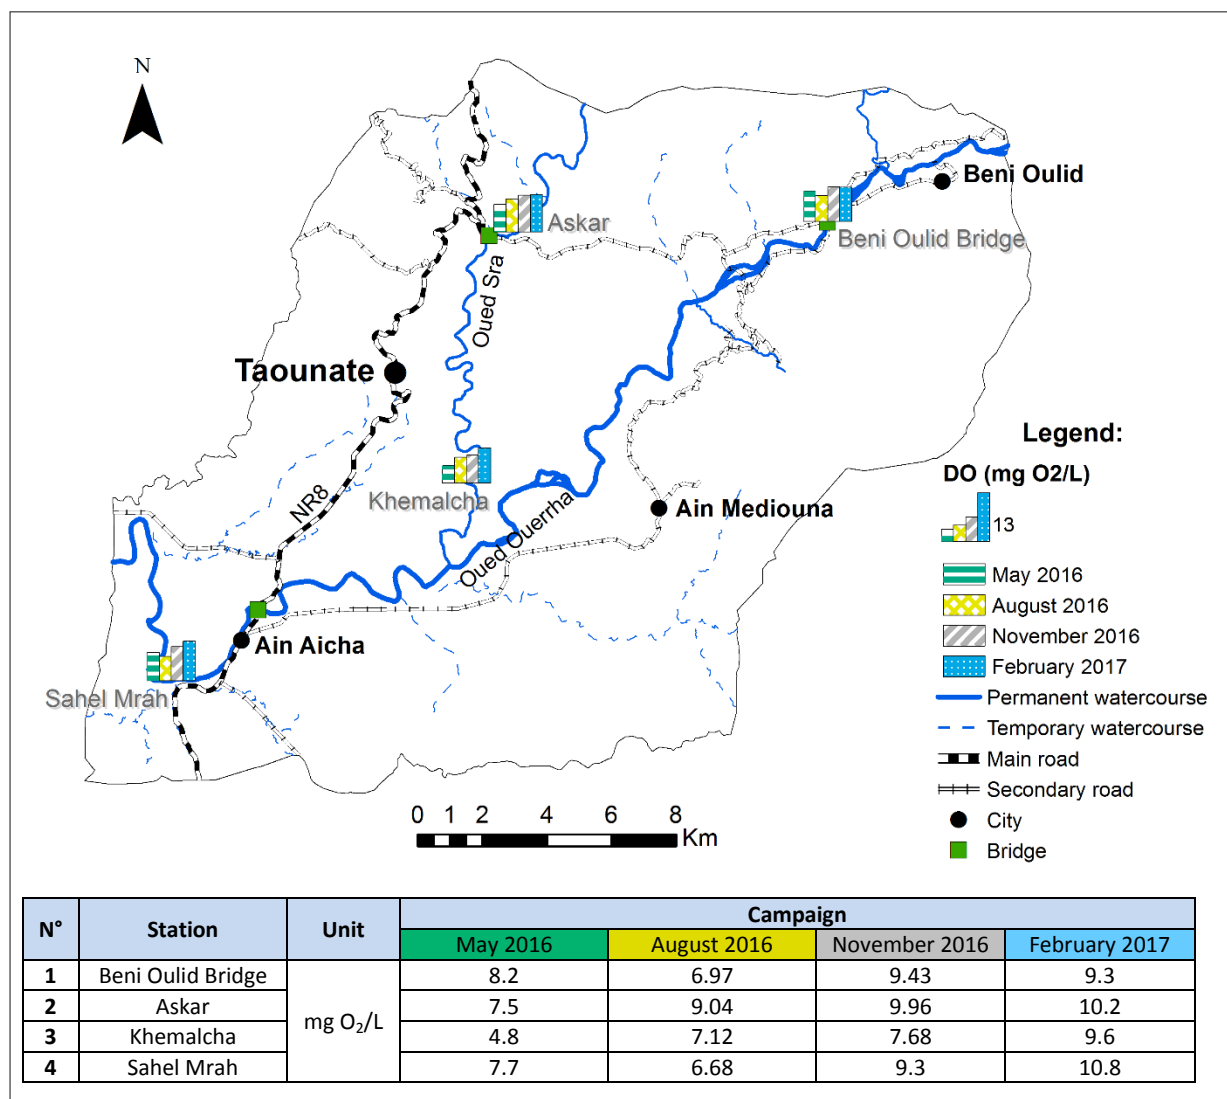 N
Beni Oulid
Askar
Beni Oulid Bridge
Oued Sra
Taounate
Legend:
DO (mg O2/L)
13
Khemalcha
NR8
Ain Mediouna
Oued Ouerrha
May 2016
August 2016
November 2016
February 2017
Ain Aicha
Sahel Mrah
Permanent watercourse
Temporary watercourse
Main road
Secondary road
City
Bridge
0 1 2 4 6 8
Km
N° Station Unit Campaign
May 2016 August 2016 November 2016 February 2017
1 Beni Oulid Bridge mg O₂/L 8.2 6.97 9.43 9.3
2 Askar 7.5 9.04 9.96 10.2
3 Khemalcha 4.8 7.12 7.68 9.6
4 Sahel Mrah 7.7 6.68 9.3 10.8